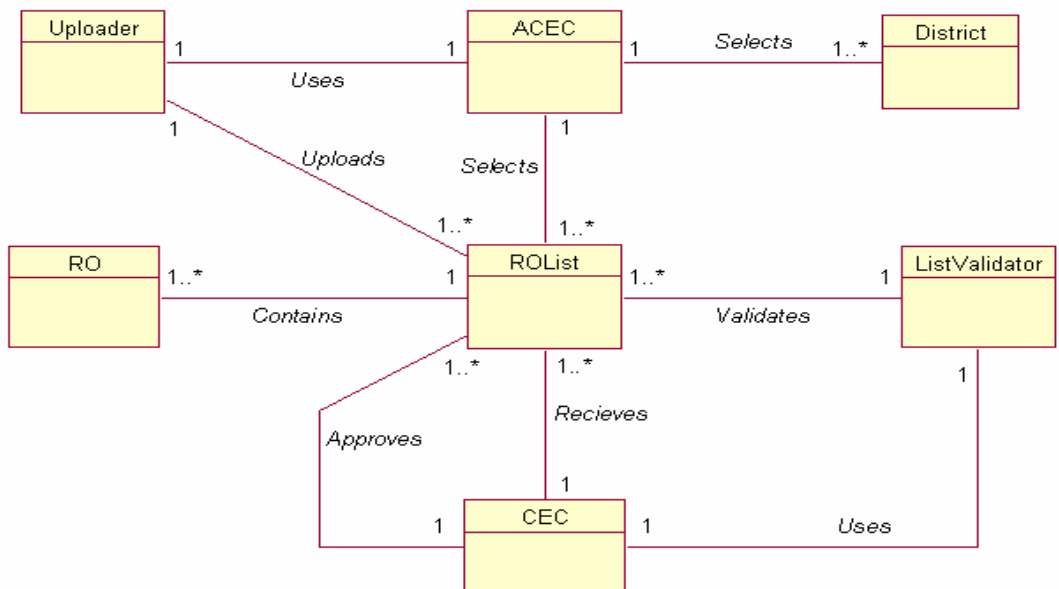 Uploader
ACEC
District
1
1
1
Selects
1..*
Uses
1
1
Uploads
Selects
1..*
1..*
RO
ROList
ListValidator
1..*
1
1..*
1
Contains
Validates
1..*
1..*
1
Recieves
Approves
1
CEC
1
1
Uses